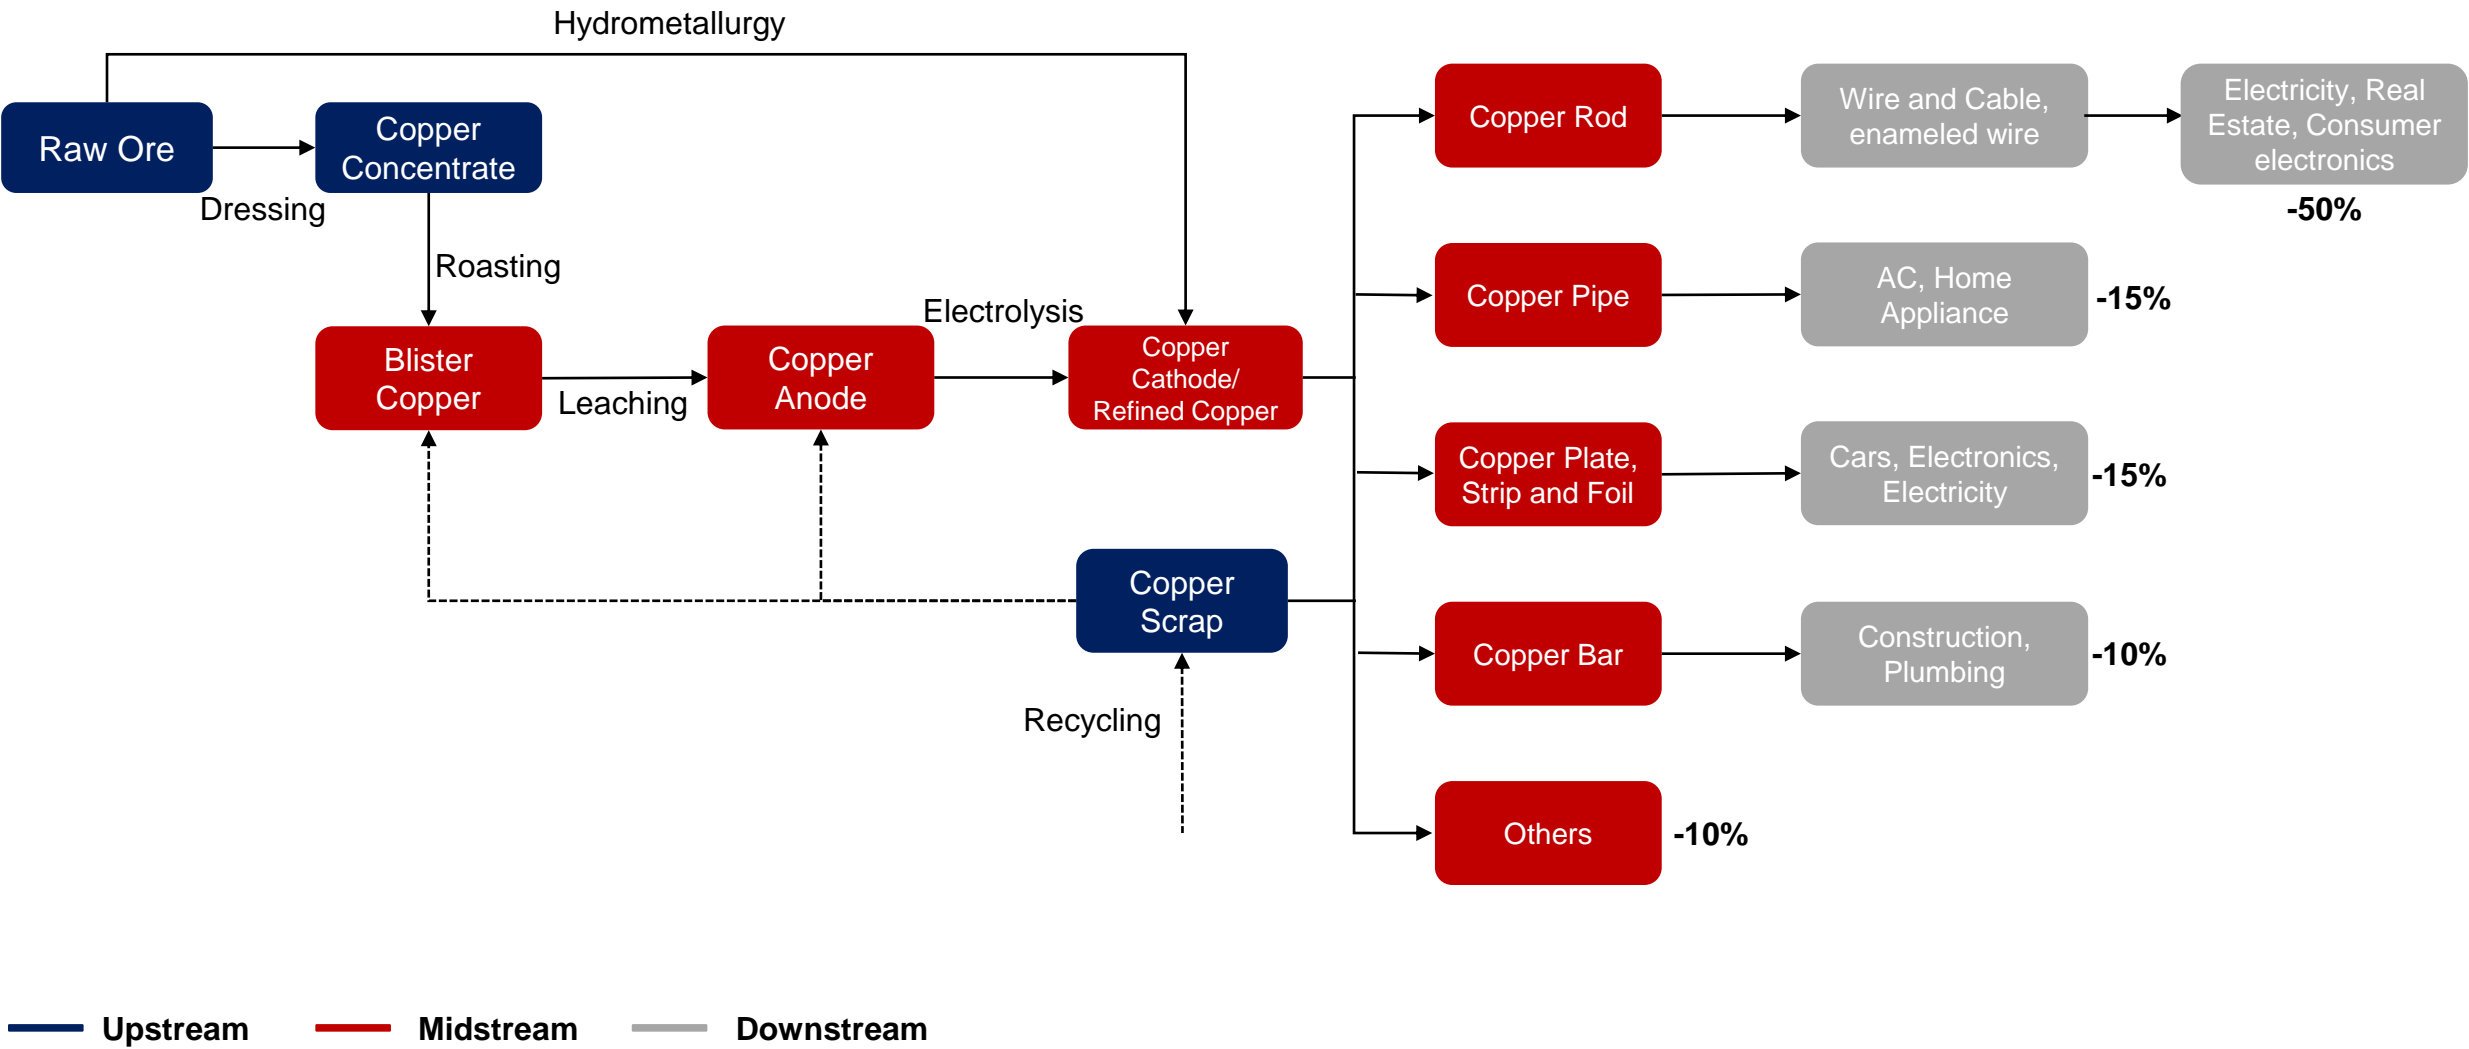 Hydrometallurgy
Raw Ore
Copper
Concentrate
Dressing
Roasting
Blister
Copper
Leaching
Copper
Anode
Electrolysis
Copper
Cathode/
Refined Copper
Copper
Scrap
Recycling
Copper Rod
Wire and Cable,
enameled wire
Electricity, Real
Estate, Consumer
electronics
-50%
Copper Pipe
AC, Home
Appliance
-15%
Copper Plate,
Strip and Foil
Cars, Electronics,
Electricity
-15%
Copper Bar
Construction,
Plumbing
-10%
Others
-10%
Upstream
Midstream
Downstream